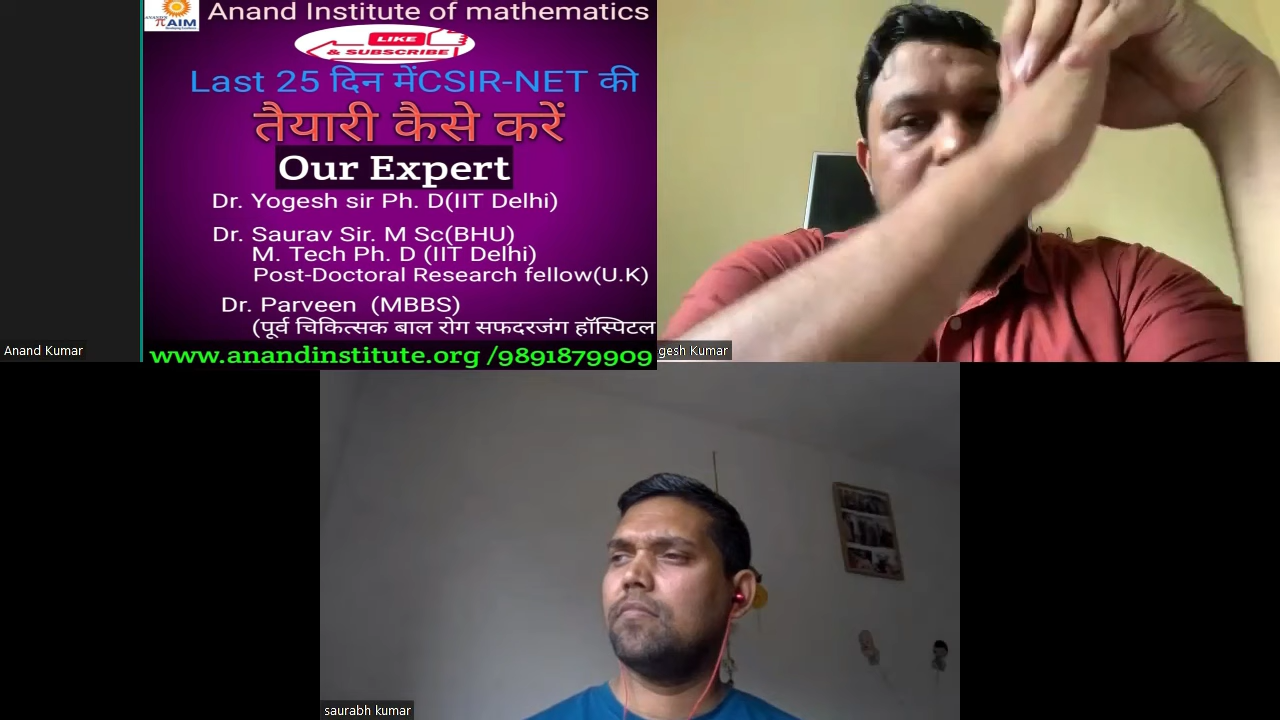 ANAND'S
πAIM
Anand Institute of mathematics
LIKE
& SUBSCRIBE
Last 25 दिन मेंCSIR-NET की
तैयारी कैसे करें
Our Expert
Dr. Yogesh sir Ph. D(IIT Delhi)
Dr. Saurav Sir. M Sc(BHU)
M. Tech Ph. D (IIT Delhi)
Post-Doctoral Research fellow(U.K)
Dr. Parveen (MBBS)
(पूर्व चिकित्सक बाल रोग सफदरजंग हॉस्पिटल
www.anandinstitute.org /9891879909
Anand Kumar
gesh Kumar
saurabh kumar